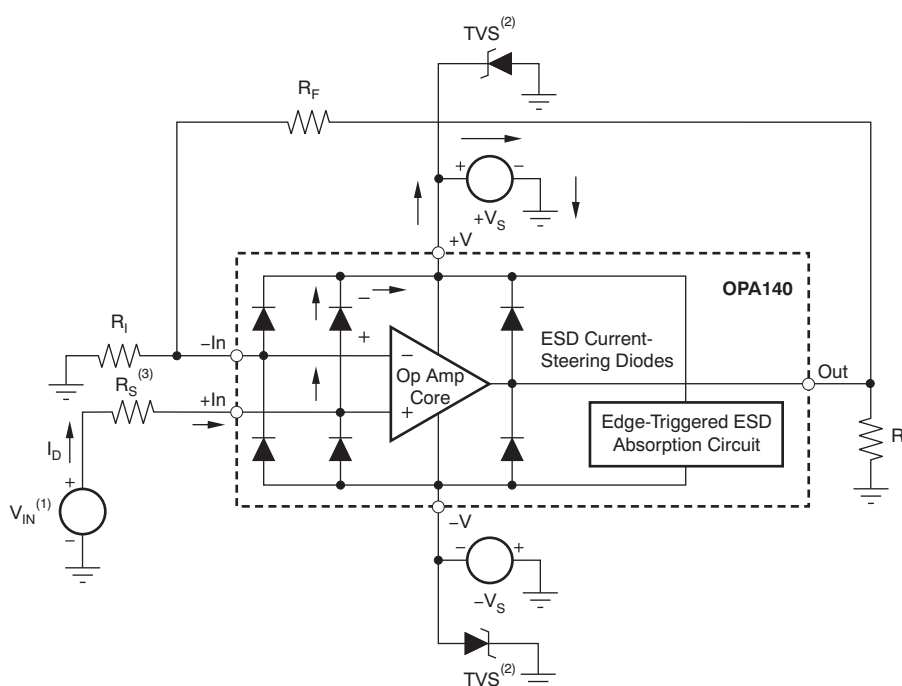 TVS(2)
RF
+ −
+VS
+V
OPA140
−
+
RI
−In
ESD Current-
Steering Diodes
RS(3)
−
Op Amp
Core
Out
+In
+
Edge-Triggered ESD
Absorption Circuit
R
ID
+
VIN(1)
−
−V
− +
−VS
TVS(2)